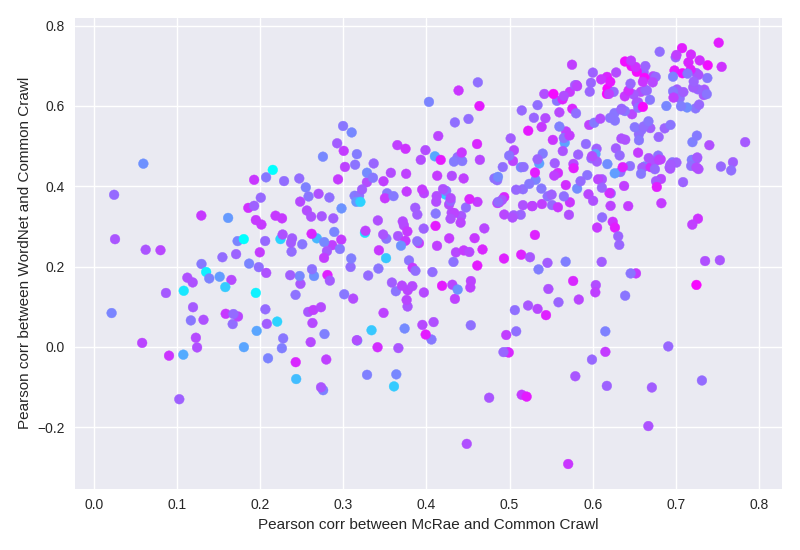 0.8
0.6
0.4
0.2
0.0
−0.2
Pearson corr between WordNet and Common Crawl
0.0 0.1 0.2 0.3 0.4 0.5 0.6 0.7 0.8
Pearson corr between McRae and Common Crawl